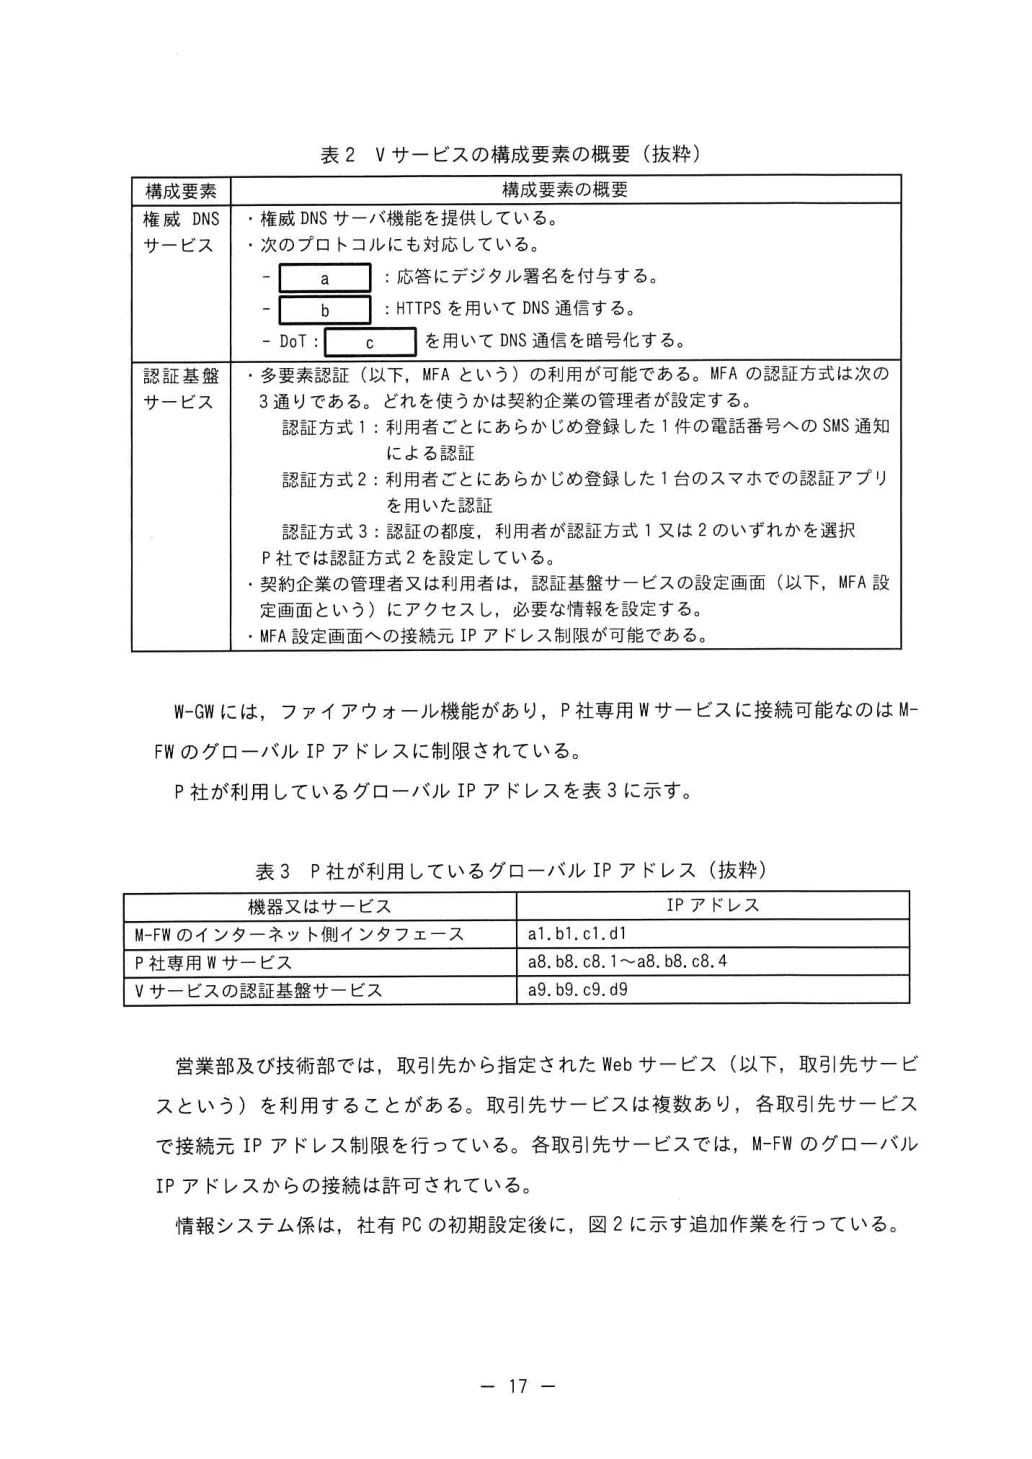 表2 Vサービスの構成要素の概要（抜粋）
構成要素 構成要素の概要
権威 DNS ・権威 DNS サーバ機能を提供している。
サービス ・次のプロトコルにも対応している。
- a ：応答にデジタル署名を付与する。
- b ：HTTPS を用いて DNS 通信する。
- DoT： c を用いて DNS 通信を暗号化する。
認証基盤 ・多要素認証（以下，MFA という）の利用が可能である。MFA の認証方式は次の
サービス 3通りである。どれを使うかは契約企業の管理者が設定する。
認証方式1：利用者ごとにあらかじめ登録した1件の電話番号への SMS 通知
による認証
認証方式2：利用者ごとにあらかじめ登録した1台のスマホでの認証アプリ
を用いた認証
認証方式3：認証の都度，利用者が認証方式1又は2のいずれかを選択
P社では認証方式2を設定している。
・契約企業の管理者又は利用者は，認証基盤サービスの設定画面（以下，MFA 設
定画面という）にアクセスし，必要な情報を設定する。
・MFA 設定画面への接続元 IP アドレス制限が可能である。
W-GW には，ファイアウォール機能があり，P社専用Wサービスに接続可能なのは M-
FW のグローバル IP アドレスに制限されている。
P社が利用しているグローバル IP アドレスを表3に示す。
表3 P社が利用しているグローバル IP アドレス（抜粋）
機器又はサービス IP アドレス
M-FW のインターネット側インタフェース a1.b1.c1.d1
P社専用Wサービス a8.b8.c8.1～a8.b8.c8.4
Vサービスの認証基盤サービス a9.b9.c9.d9
営業部及び技術部では，取引先から指定された Web サービス（以下，取引先サービ
スという）を利用することがある。取引先サービスは複数あり，各取引先サービス
で接続元 IP アドレス制限を行っている。各取引先サービスでは，M-FW のグローバル
IP アドレスからの接続は許可されている。
情報システム係は，社有 PC の初期設定後に，図2に示す追加作業を行っている。
－ 17 －